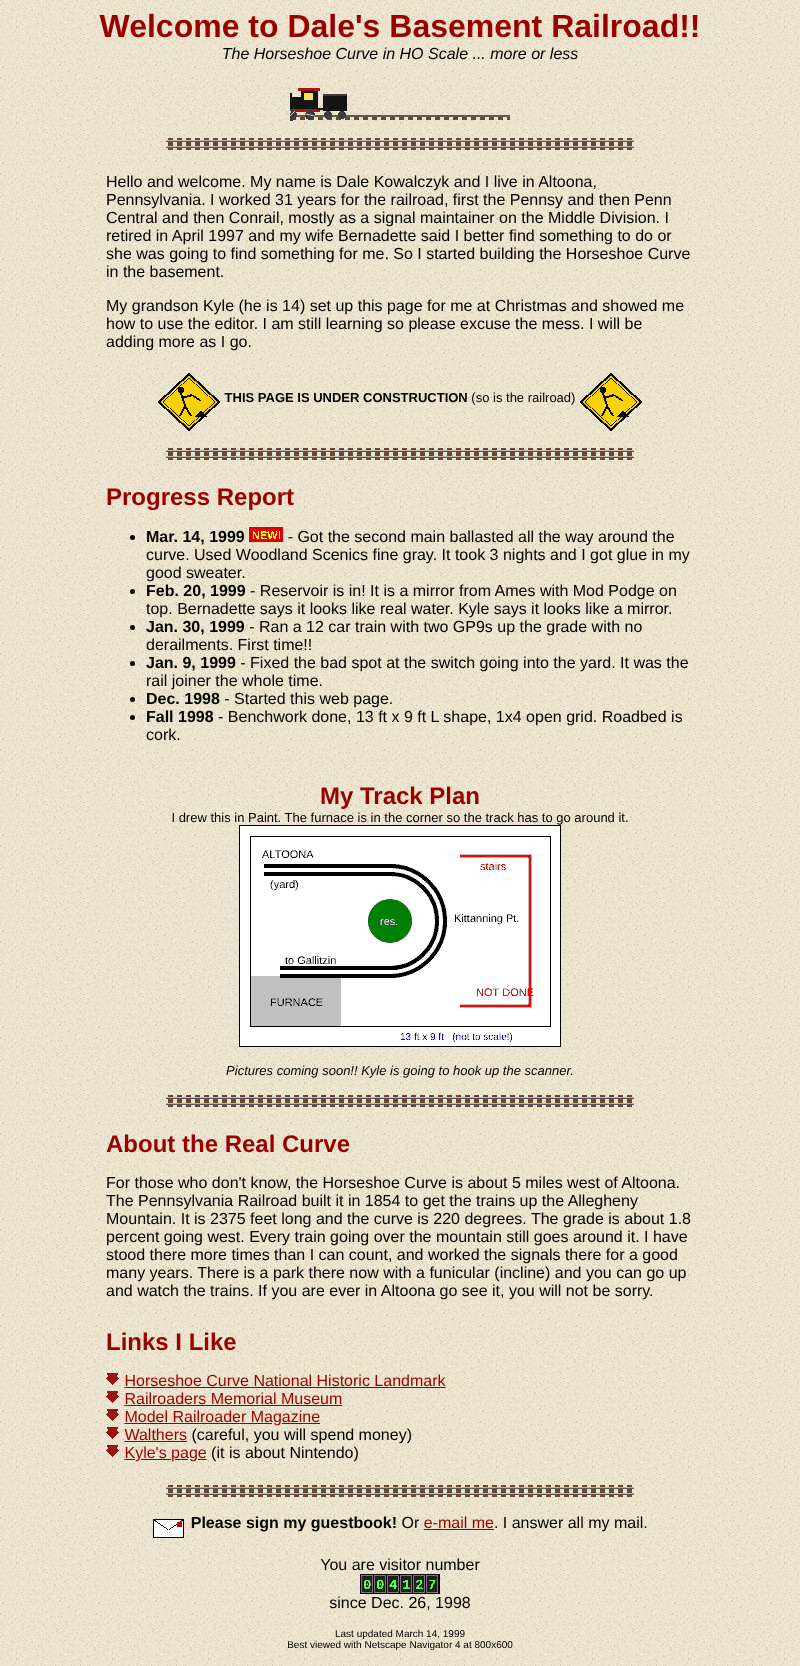 Welcome to Dale's Basement Railroad!!
The Horseshoe Curve in HO Scale ... more or less
Hello and welcome. My name is Dale Kowalczyk and I live in Altoona,
Pennsylvania. I worked 31 years for the railroad, first the Pennsy and then Penn
Central and then Conrail, mostly as a signal maintainer on the Middle Division. I
retired in April 1997 and my wife Bernadette said I better find something to do or
she was going to find something for me. So I started building the Horseshoe Curve
in the basement.
My grandson Kyle (he is 14) set up this page for me at Christmas and showed me
how to use the editor. I am still learning so please excuse the mess. I will be
adding more as I go.
THIS PAGE IS UNDER CONSTRUCTION (so is the railroad)
Progress Report
Mar. 14, 1999 NEW! - Got the second main ballasted all the way around the
curve. Used Woodland Scenics fine gray. It took 3 nights and I got glue in my
good sweater.
Feb. 20, 1999 - Reservoir is in! It is a mirror from Ames with Mod Podge on
top. Bernadette says it looks like real water. Kyle says it looks like a mirror.
Jan. 30, 1999 - Ran a 12 car train with two GP9s up the grade with no
derailments. First time!!
Jan. 9, 1999 - Fixed the bad spot at the switch going into the yard. It was the
rail joiner the whole time.
Dec. 1998 - Started this web page.
Fall 1998 - Benchwork done, 13 ft x 9 ft L shape, 1x4 open grid. Roadbed is
cork.
My Track Plan
I drew this in Paint. The furnace is in the corner so the track has to go around it.
ALTOONA
stairs
(yard)
res.
Kittanning Pt.
to Gallitzin
NOT DONE
FURNACE
13 ft x 9 ft (not to scale!)
Pictures coming soon!! Kyle is going to hook up the scanner.
About the Real Curve
For those who don't know, the Horseshoe Curve is about 5 miles west of Altoona.
The Pennsylvania Railroad built it in 1854 to get the trains up the Allegheny
Mountain. It is 2375 feet long and the curve is 220 degrees. The grade is about 1.8
percent going west. Every train going over the mountain still goes around it. I have
stood there more times than I can count, and worked the signals there for a good
many years. There is a park there now with a funicular (incline) and you can go up
and watch the trains. If you are ever in Altoona go see it, you will not be sorry.
Links I Like
Horseshoe Curve National Historic Landmark
Railroaders Memorial Museum
Model Railroader Magazine
Walthers (careful, you will spend money)
Kyle's page (it is about Nintendo)
Please sign my guestbook! Or e-mail me. I answer all my mail.
You are visitor number
004127
since Dec. 26, 1998
Last updated March 14, 1999
Best viewed with Netscape Navigator 4 at 800x600